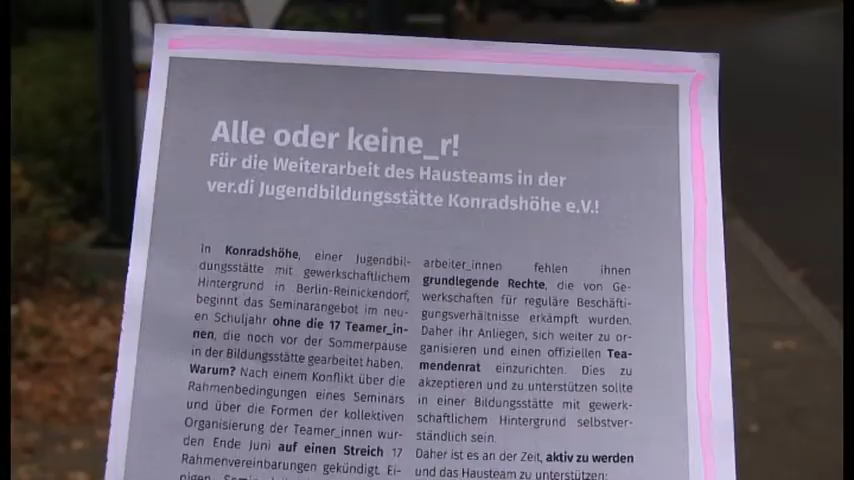 Alle oder keine_r!
Für die Weiterarbeit des Hausteams in der
ver.di Jugendbildungsstätte Konradshöhe e.V.!
In Konradshöhe, einer Jugendbil-
dungsstätte mit gewerkschaftlichem
Hintergrund in Berlin-Reinickendorf,
beginnt das Seminarangebot im neu-
en Schuljahr ohne die 17 Teamer_in-
nen, die noch vor der Sommerpause
in der Bildungsstätte gearbeitet haben.
Warum? Nach einem Konflikt über die
Rahmenbedingungen eines Seminars
und über die Formen der kollektiven
Organisierung der Teamer_innen wur-
den Ende Juni auf einen Streich 17
Rahmenvereinbarungen gekündigt. Ei-
nigen
arbeiter_innen fehlen ihnen
grundlegende Rechte, die von Ge-
werkschaften für reguläre Beschäfti-
gungsverhältnisse erkämpft wurden.
Daher ihr Anliegen, sich weiter zu or-
ganisieren und einen offiziellen Tea-
mendenrat einzurichten. Dies zu
akzeptieren und zu unterstützen sollte
in einer Bildungsstätte mit gewerk-
schaftlichem Hintergrund selbstver-
ständlich sein.
Daher ist es an der Zeit, aktiv zu werden
und das Hausteam zu unterstützen: